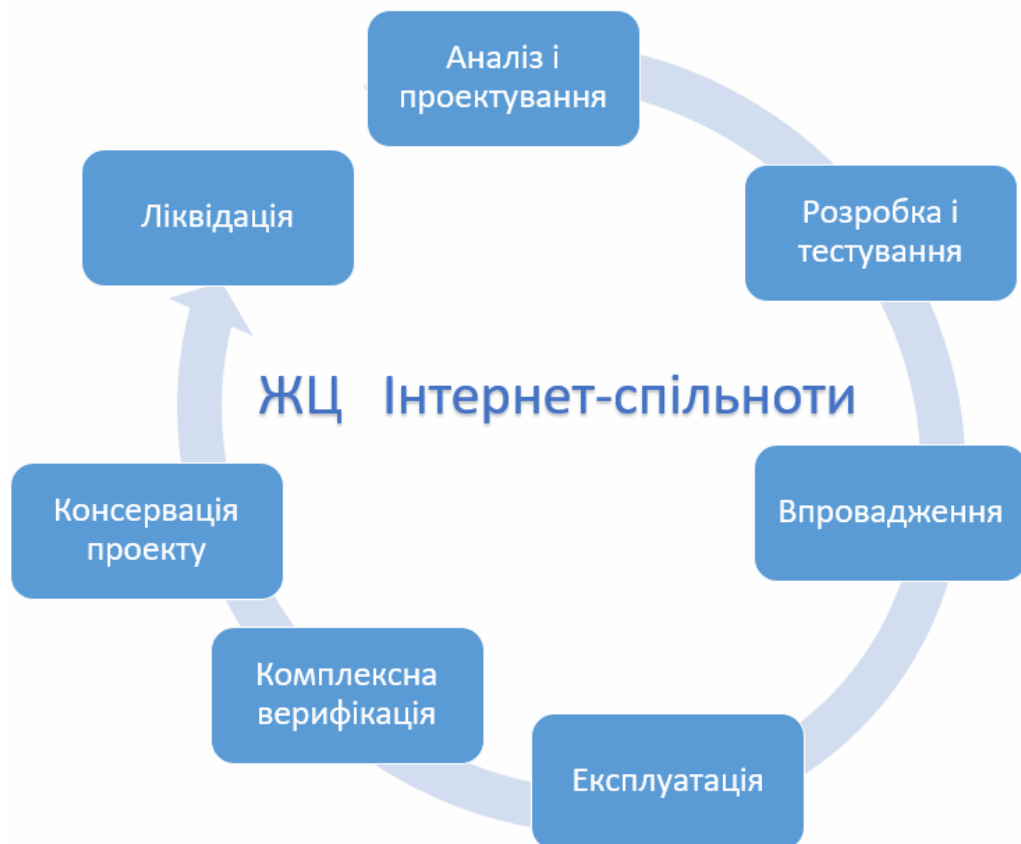 Аналіз і
проектування
Розробка і
тестування
Впровадження
Експлуатація
Комплексна
верифікація
Консервація
проекту
Ліквідація
ЖЦ Інтернет-спільноти